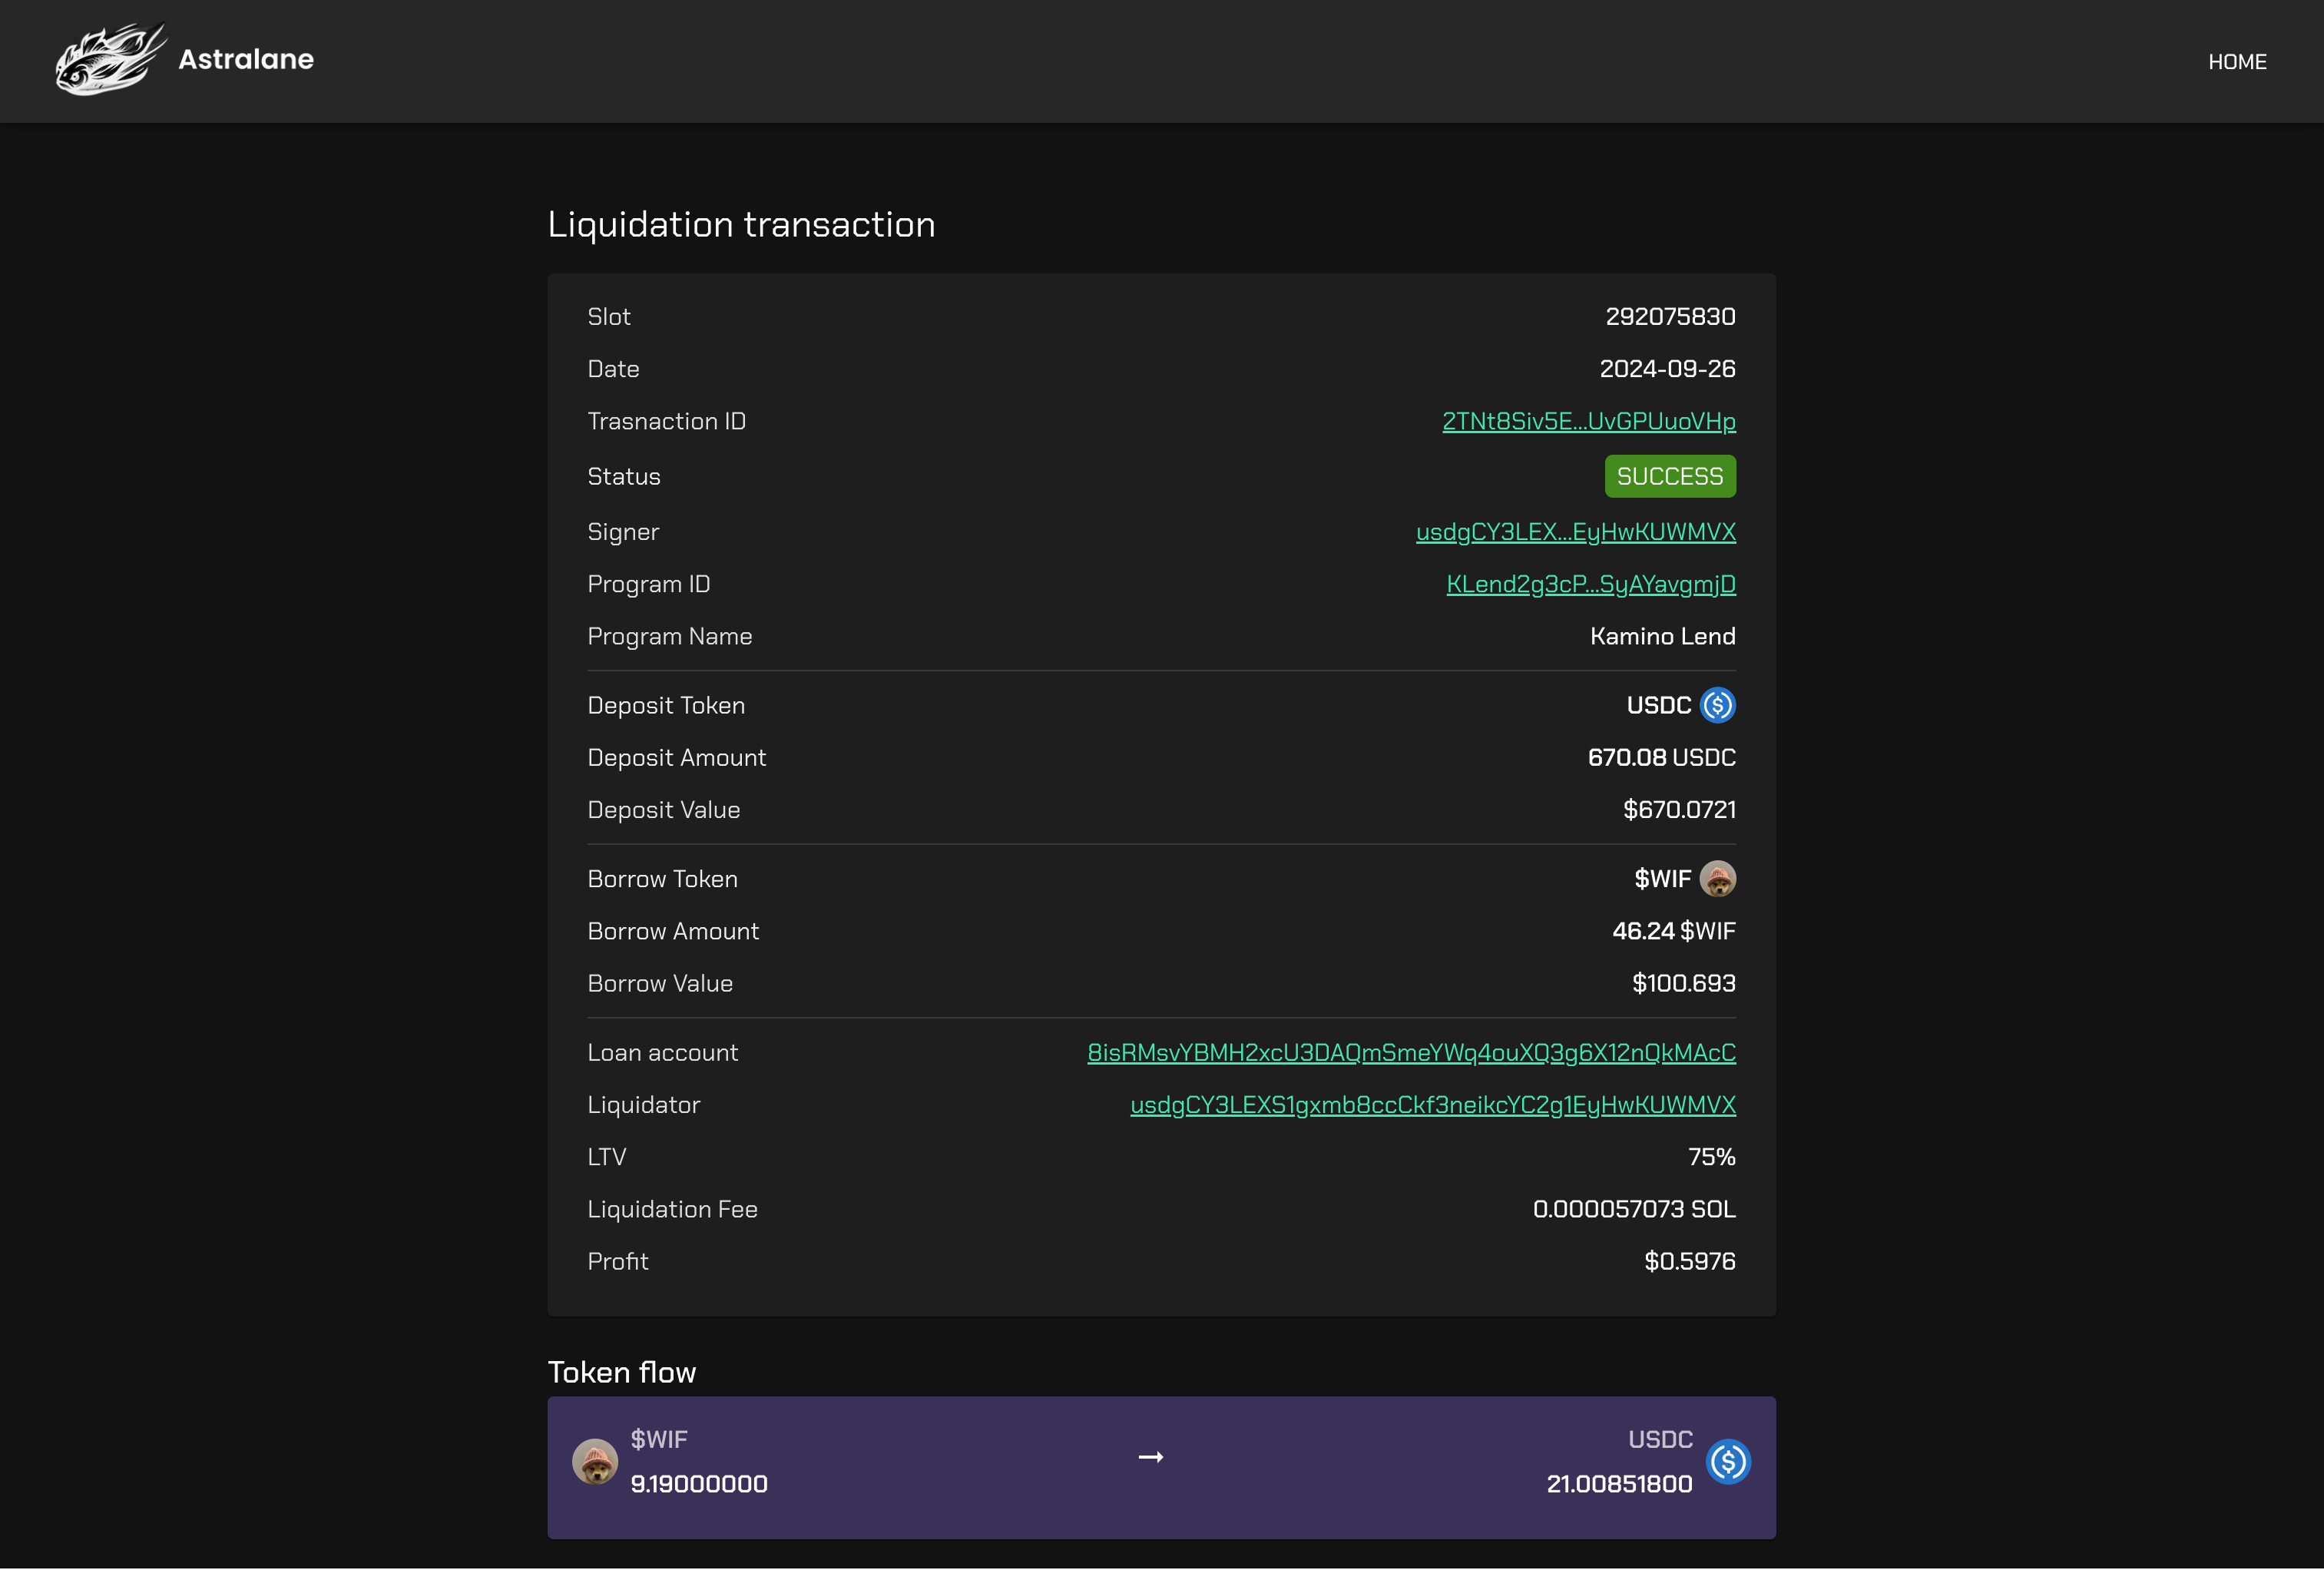 Astralane
HOME
Liquidation transaction
Slot 292075830
Date 2024-09-26
Trasnaction ID 2TNt8Siv5E...UvGPUuoVHp
Status SUCCESS
Signer usdgCY3LEX...EyHwKUWMVX
Program ID KLend2g3cP...SyAYavgmjD
Program Name Kamino Lend
Deposit Token USDC
Deposit Amount 670.08 USDC
Deposit Value $670.0721
Borrow Token $WIF
Borrow Amount 46.24 $WIF
Borrow Value $100.693
Loan account 8isRMsvYBMH2xcU3DAQmSmeYWq4ouXQ3g6X12nQkMAcC
Liquidator usdgCY3LEXS1gxmb8ccCkf3neikcYC2g1EyHwKUWMVX
LTV 75%
Liquidation Fee 0.000057073 SOL
Profit $0.5976
Token flow
$WIF → USDC
9.19000000 21.00851800